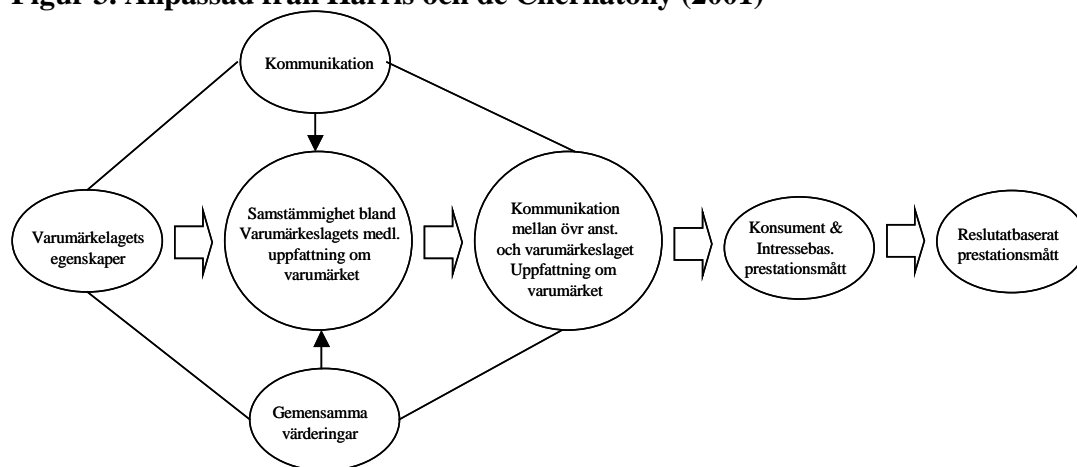 Figur 3. Anpassad från Harris och de Chernatony (2001)
Kommunikation
Varumärkelagets
egenskaper
Samstämmighet bland
Varumärkeslagets medl.
uppfattning om
varumärket
Kommunikation
mellan övr anst.
och varumärkeslaget
Uppfattning om
varumärket
Konsument &
Intressebas.
prestationsmått
Reslutatbaserat
prestationsmått
Gemensamma
värderingar